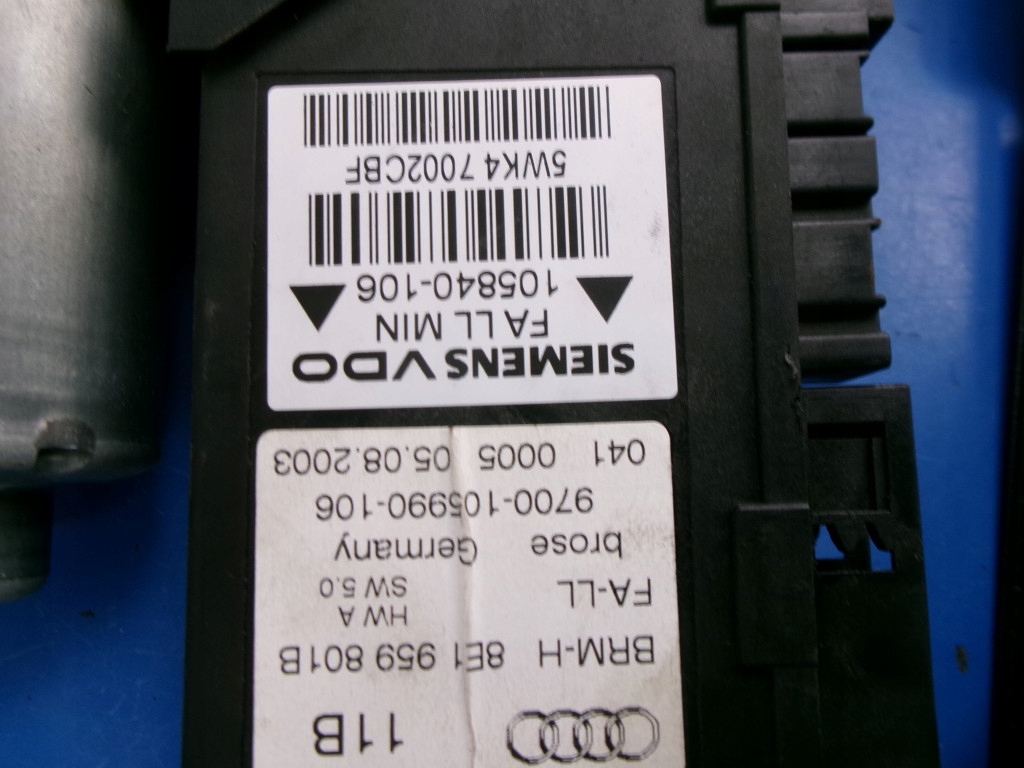 11B
BRM-H 8E1 959 801B
FA-LL HW A
SW 5.0
brose Germany
9700-105990-106
041 0005 05.08.2003
SIEMENS VDO
FA LL MIN
105840-106
5WK4 7002CBF